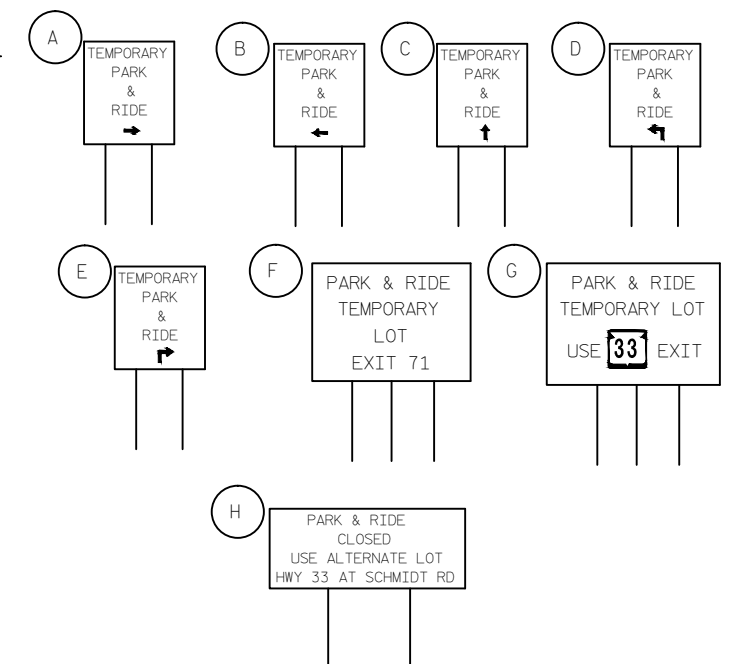 A
TEMPORARY
PARK
&
RIDE
B
TEMPORARY
PARK
&
RIDE
C
TEMPORARY
PARK
&
RIDE
D
TEMPORARY
PARK
&
RIDE
E
TEMPORARY
PARK
&
RIDE
F
PARK & RIDE
TEMPORARY
LOT
EXIT 71
G
PARK & RIDE
TEMPORARY LOT
USE 33 EXIT
H
PARK & RIDE
CLOSED
USE ALTERNATE LOT
HWY 33 AT SCHMIDT RD